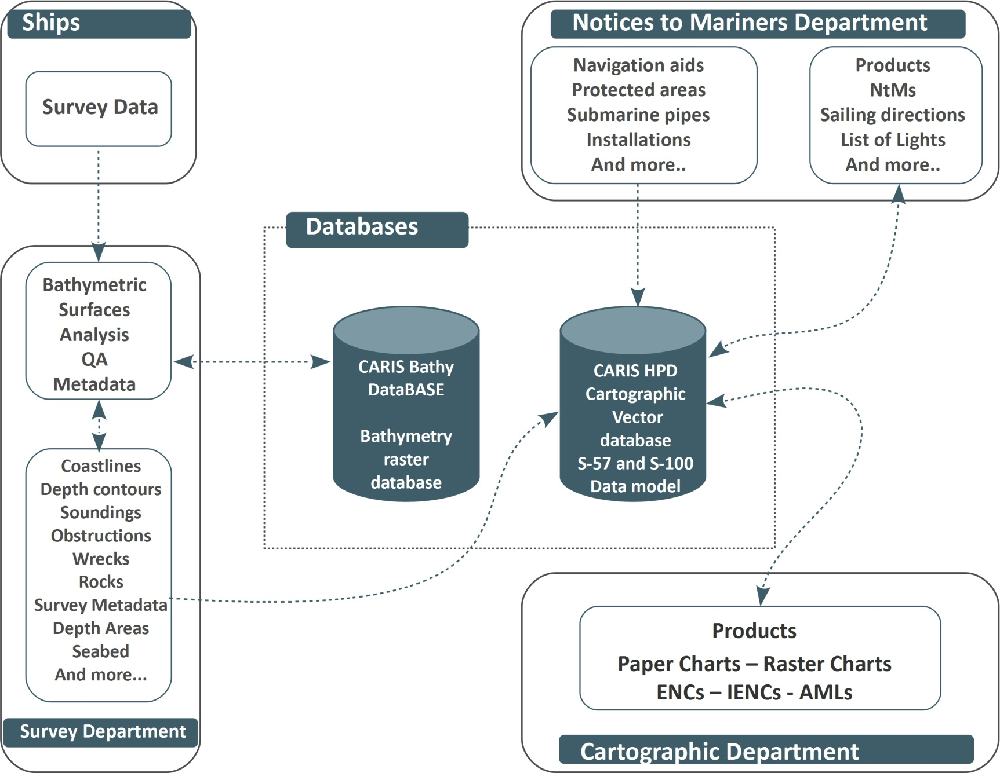 Ships
Survey Data
Notices to Mariners Department
Navigation aids
Protected areas
Submarine pipes
Installations
And more..
Products
NtMs
Sailing directions
List of Lights
And more..
Databases
Bathymetric
Surfaces
Analysis
QA
Metadata
CARIS Bathy
DataBASE
Bathymetry
raster
database
CARIS HPD
Cartographic
Vector
database
S-57 and S-100
Data model
Coastlines
Depth contours
Soundings
Obstructions
Wrecks
Rocks
Survey Metadata
Depth Areas
Seabed
And more...
Survey Department
Products
Paper Charts – Raster Charts
ENCs – IENCs - AMLs
Cartographic Department